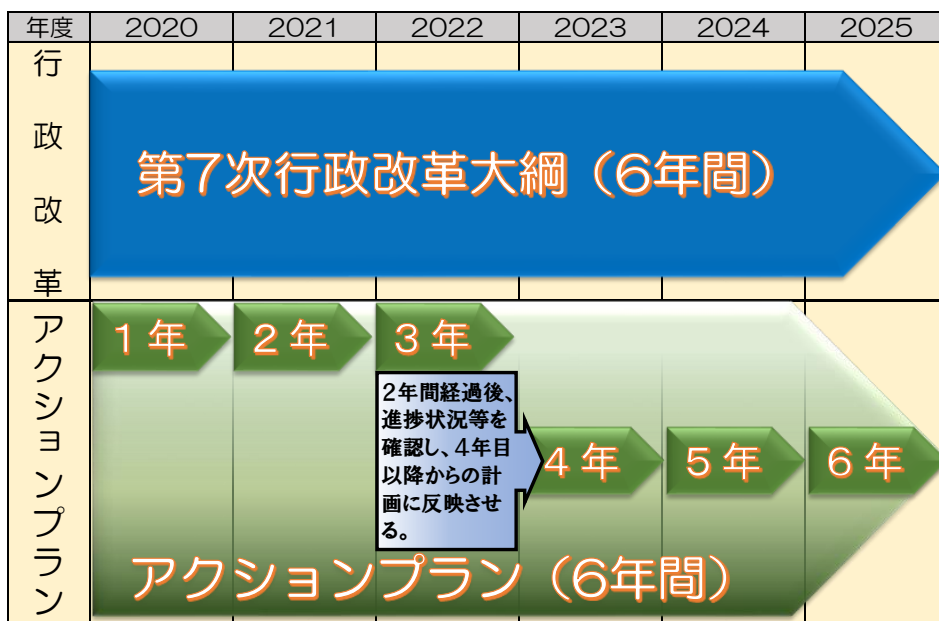 年度 2020 2021 2022 2023 2024 2025
行政改革
第7次行政改革大綱（6年間）
アクションプラン
1年 2年 3年
2年間経過後、
進捗状況等を
確認し、4年目
以降からの計
画に反映させ
る。
4年 5年 6年
アクションプラン（6年間）